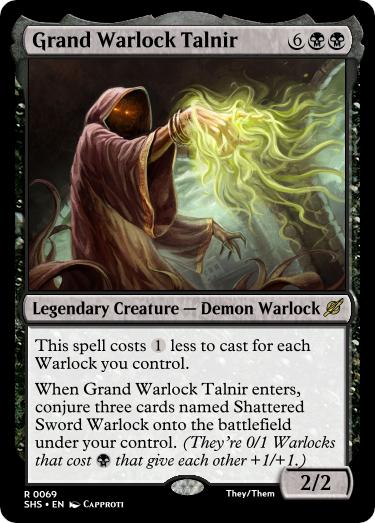 Grand Warlock Talnir 6
Legendary Creature — Demon Warlock
This spell costs 1 less to cast for each
Warlock you control.
When Grand Warlock Talnir enters,
conjure three cards named Shattered
Sword Warlock onto the battlefield
under your control. (They're 0/1 Warlocks
that cost that give each other +1/+1.)
2/2
R 0069
SHS • EN Capproti
They/Them